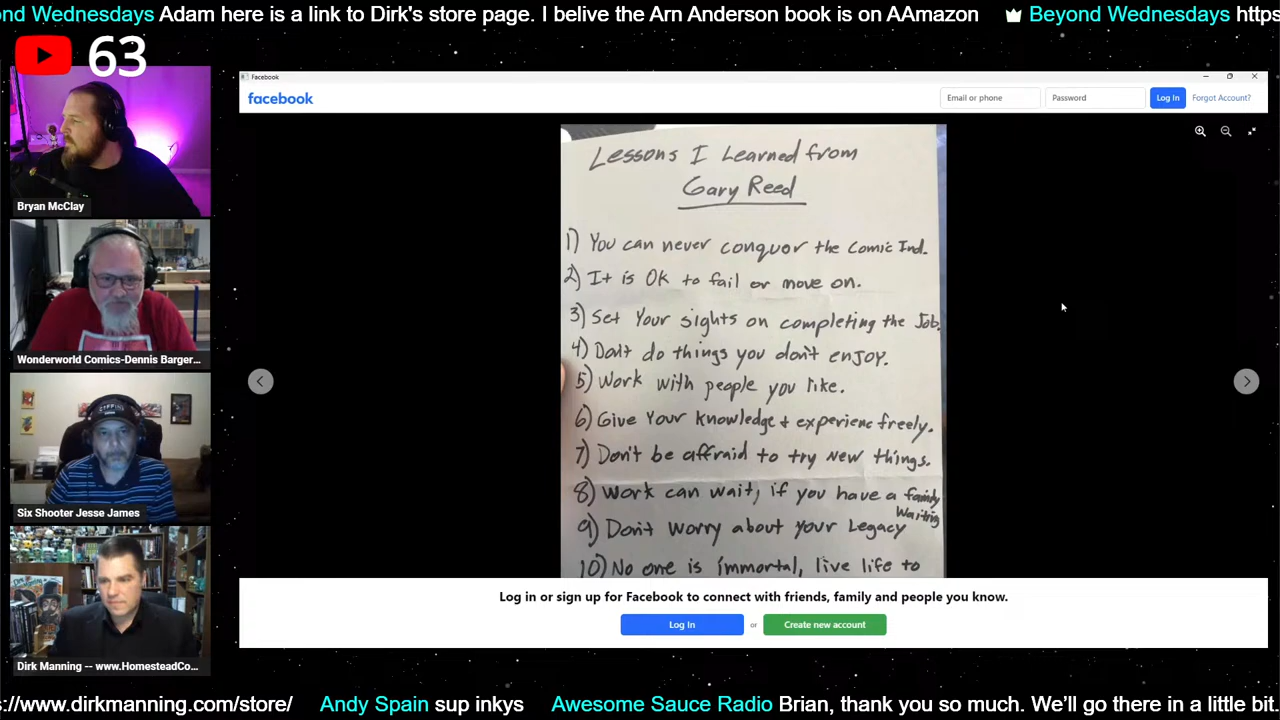 nd Wednesdays Adam here is a link to Dirk's store page. I belive the Arn Anderson book is on AAmazon Beyond Wednesdays https
63
Bryan McClay
Wonderworld Comics-Dennis Barger...
Six Shooter Jesse James
Dirk Manning -- www.HomesteadCo...
Facebook
facebook
Email or phone
Password
Log in
Forgot Account?
Lessons I Learned from
Gary Reed
1) You can never conquor the Comic Ind.
2) It is OK to fail or move on.
3) Set Your sights on completing the Job.
4) Don't do things you don't enjoy.
5) Work with people you like.
6) Give Your knowledge + experienc freely.
7) Don't be affraid to try New things.
8) Work can wait, if you have a family
Waiting
9) Don't worry about your Legacy
10) No one is immortal, live life to
Log in or sign up for Facebook to connect with friends, family and people you know.
Log In
or
Create new account
s://www.dirkmanning.com/store/ Andy Spain sup inkys Awesome Sauce Radio Brian, thank you so much. We'll go there in a little bit.